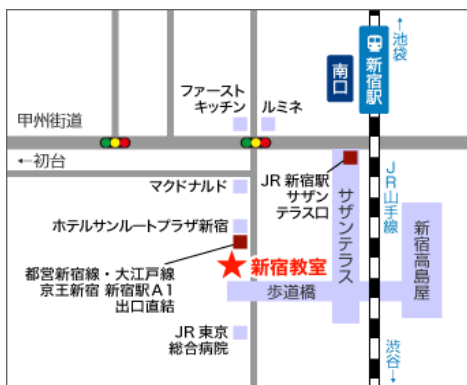 ←池袋
新宿駅
南口
ファースト
キッチン
ルミネ
甲州街道
←初台
マクドナルド
JR 新宿駅
サザン
テラス口
サザンテラス
JR山手線
新宿高島屋
ホテルサンルートプラザ新宿
都営新宿線・大江戸線
京王新宿 新宿駅A1
出口直結
新宿教室
歩道橋
JR 東京
総合病院
渋谷→